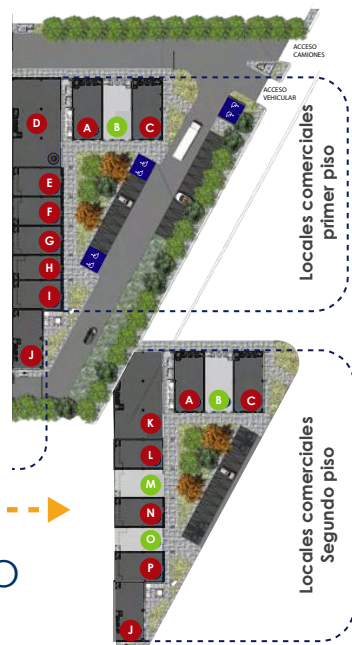 ACCESO
CAMIONES
ACCESO
VEHICULAR
Locales comerciales
primer piso
D
A
B
C
E
F
G
H
I
J
Locales comerciales
Segundo piso
A
B
C
K
L
M
N
O
P
J
O